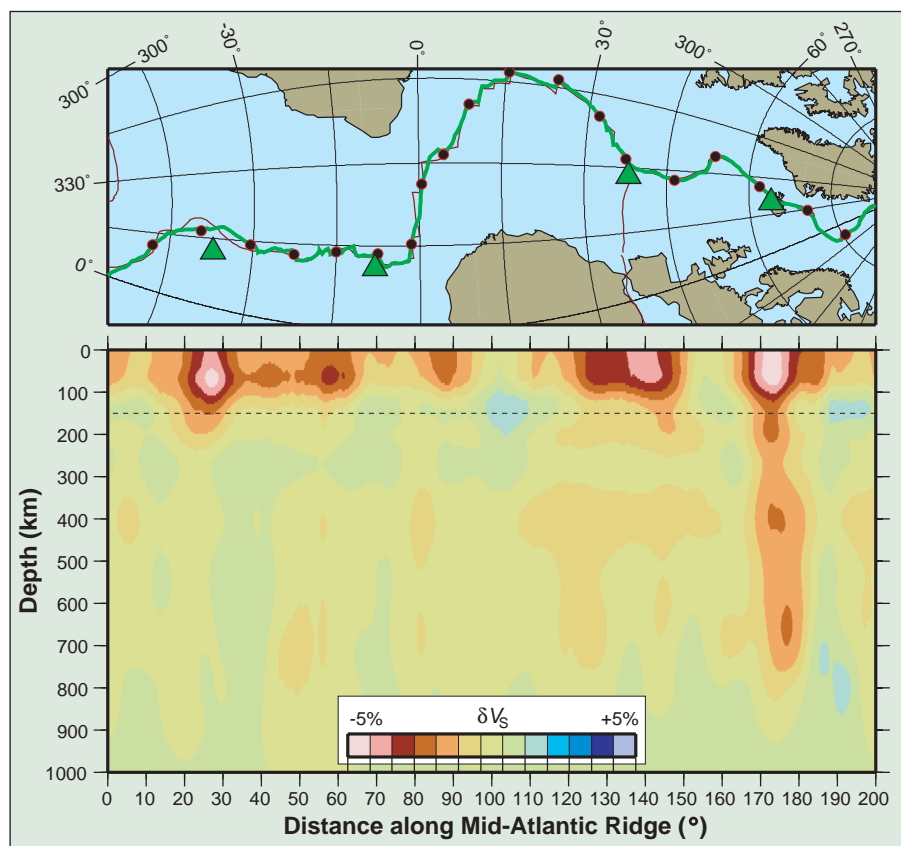 300° -30° 0° 30° 300° 60° 270°
300°
330°
0°
0
100
200
300
400
500
600
700
800
900
1000
Depth (km)
-5% δVS +5%
0 10 20 30 40 50 60 70 80 90 100 110 120 130 140 150 160 170 180 190 200
Distance along Mid-Atlantic Ridge (°)